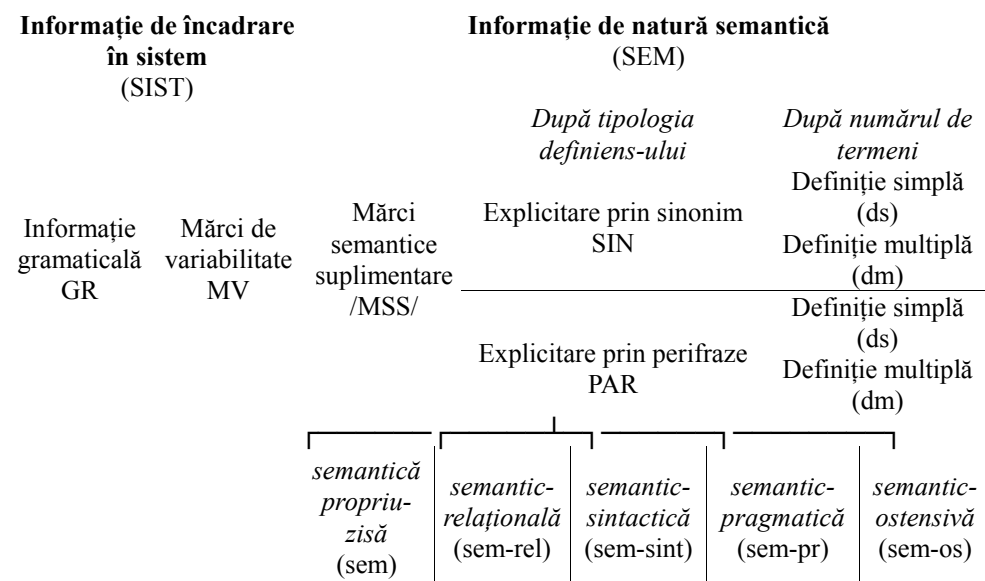 Informație de încadrare
în sistem
(SIST)
Informație de natură semantică
(SEM)
După tipologia
definiens-ului
După numărul de
termeni
Informație
gramaticală
GR
Mărci de
variabilitate
MV
Mărci
semantice
suplimentare
/MSS/
Explicitare prin sinonim
SIN
Definiție simplă
(ds)
Definiție multiplă
(dm)
Explicitare prin perifraze
PAR
Definiție simplă
(ds)
Definiție multiplă
(dm)
semantică
propriu-
zisă
(sem)
semantic-
relațională
(sem-rel)
semantic-
sintactică
(sem-sint)
semantic-
pragmatică
(sem-pr)
semantic-
ostensivă
(sem-os)